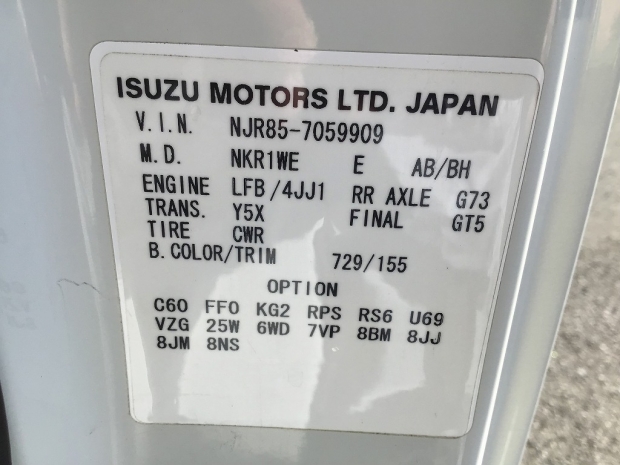 ISUZU MOTORS LTD. JAPAN
V.I.N. NJR85-7059909
M.D. NKR1WE E AB/BH
ENGINE LFB/4JJ1 RR AXLE G73
TRANS. Y5X FINAL GT5
TIRE CWR
B.COLOR/TRIM 729/155
OPTION
C60 FF0 KG2 RPS RS6 U69
VZG 25W 6WD 7VP 8BM 8JJ
8JM 8NS